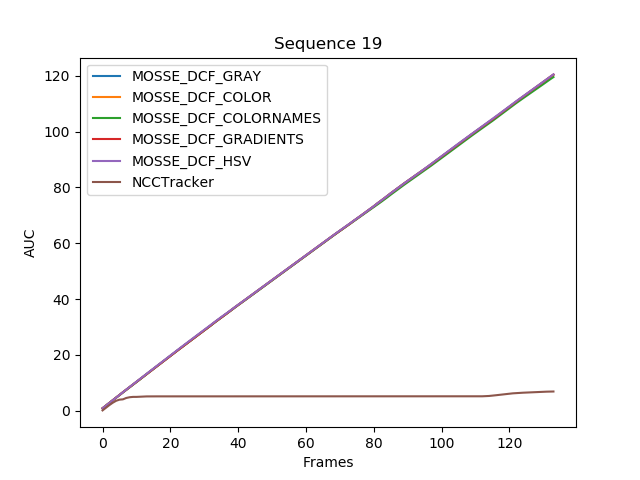 Sequence 19
MOSSE_DCF_GRAY
MOSSE_DCF_COLOR
MOSSE_DCF_COLORNAMES
MOSSE_DCF_GRADIENTS
MOSSE_DCF_HSV
NCCTracker
AUC
120
100
80
60
40
20
0
0 20 40 60 80 100 120
Frames